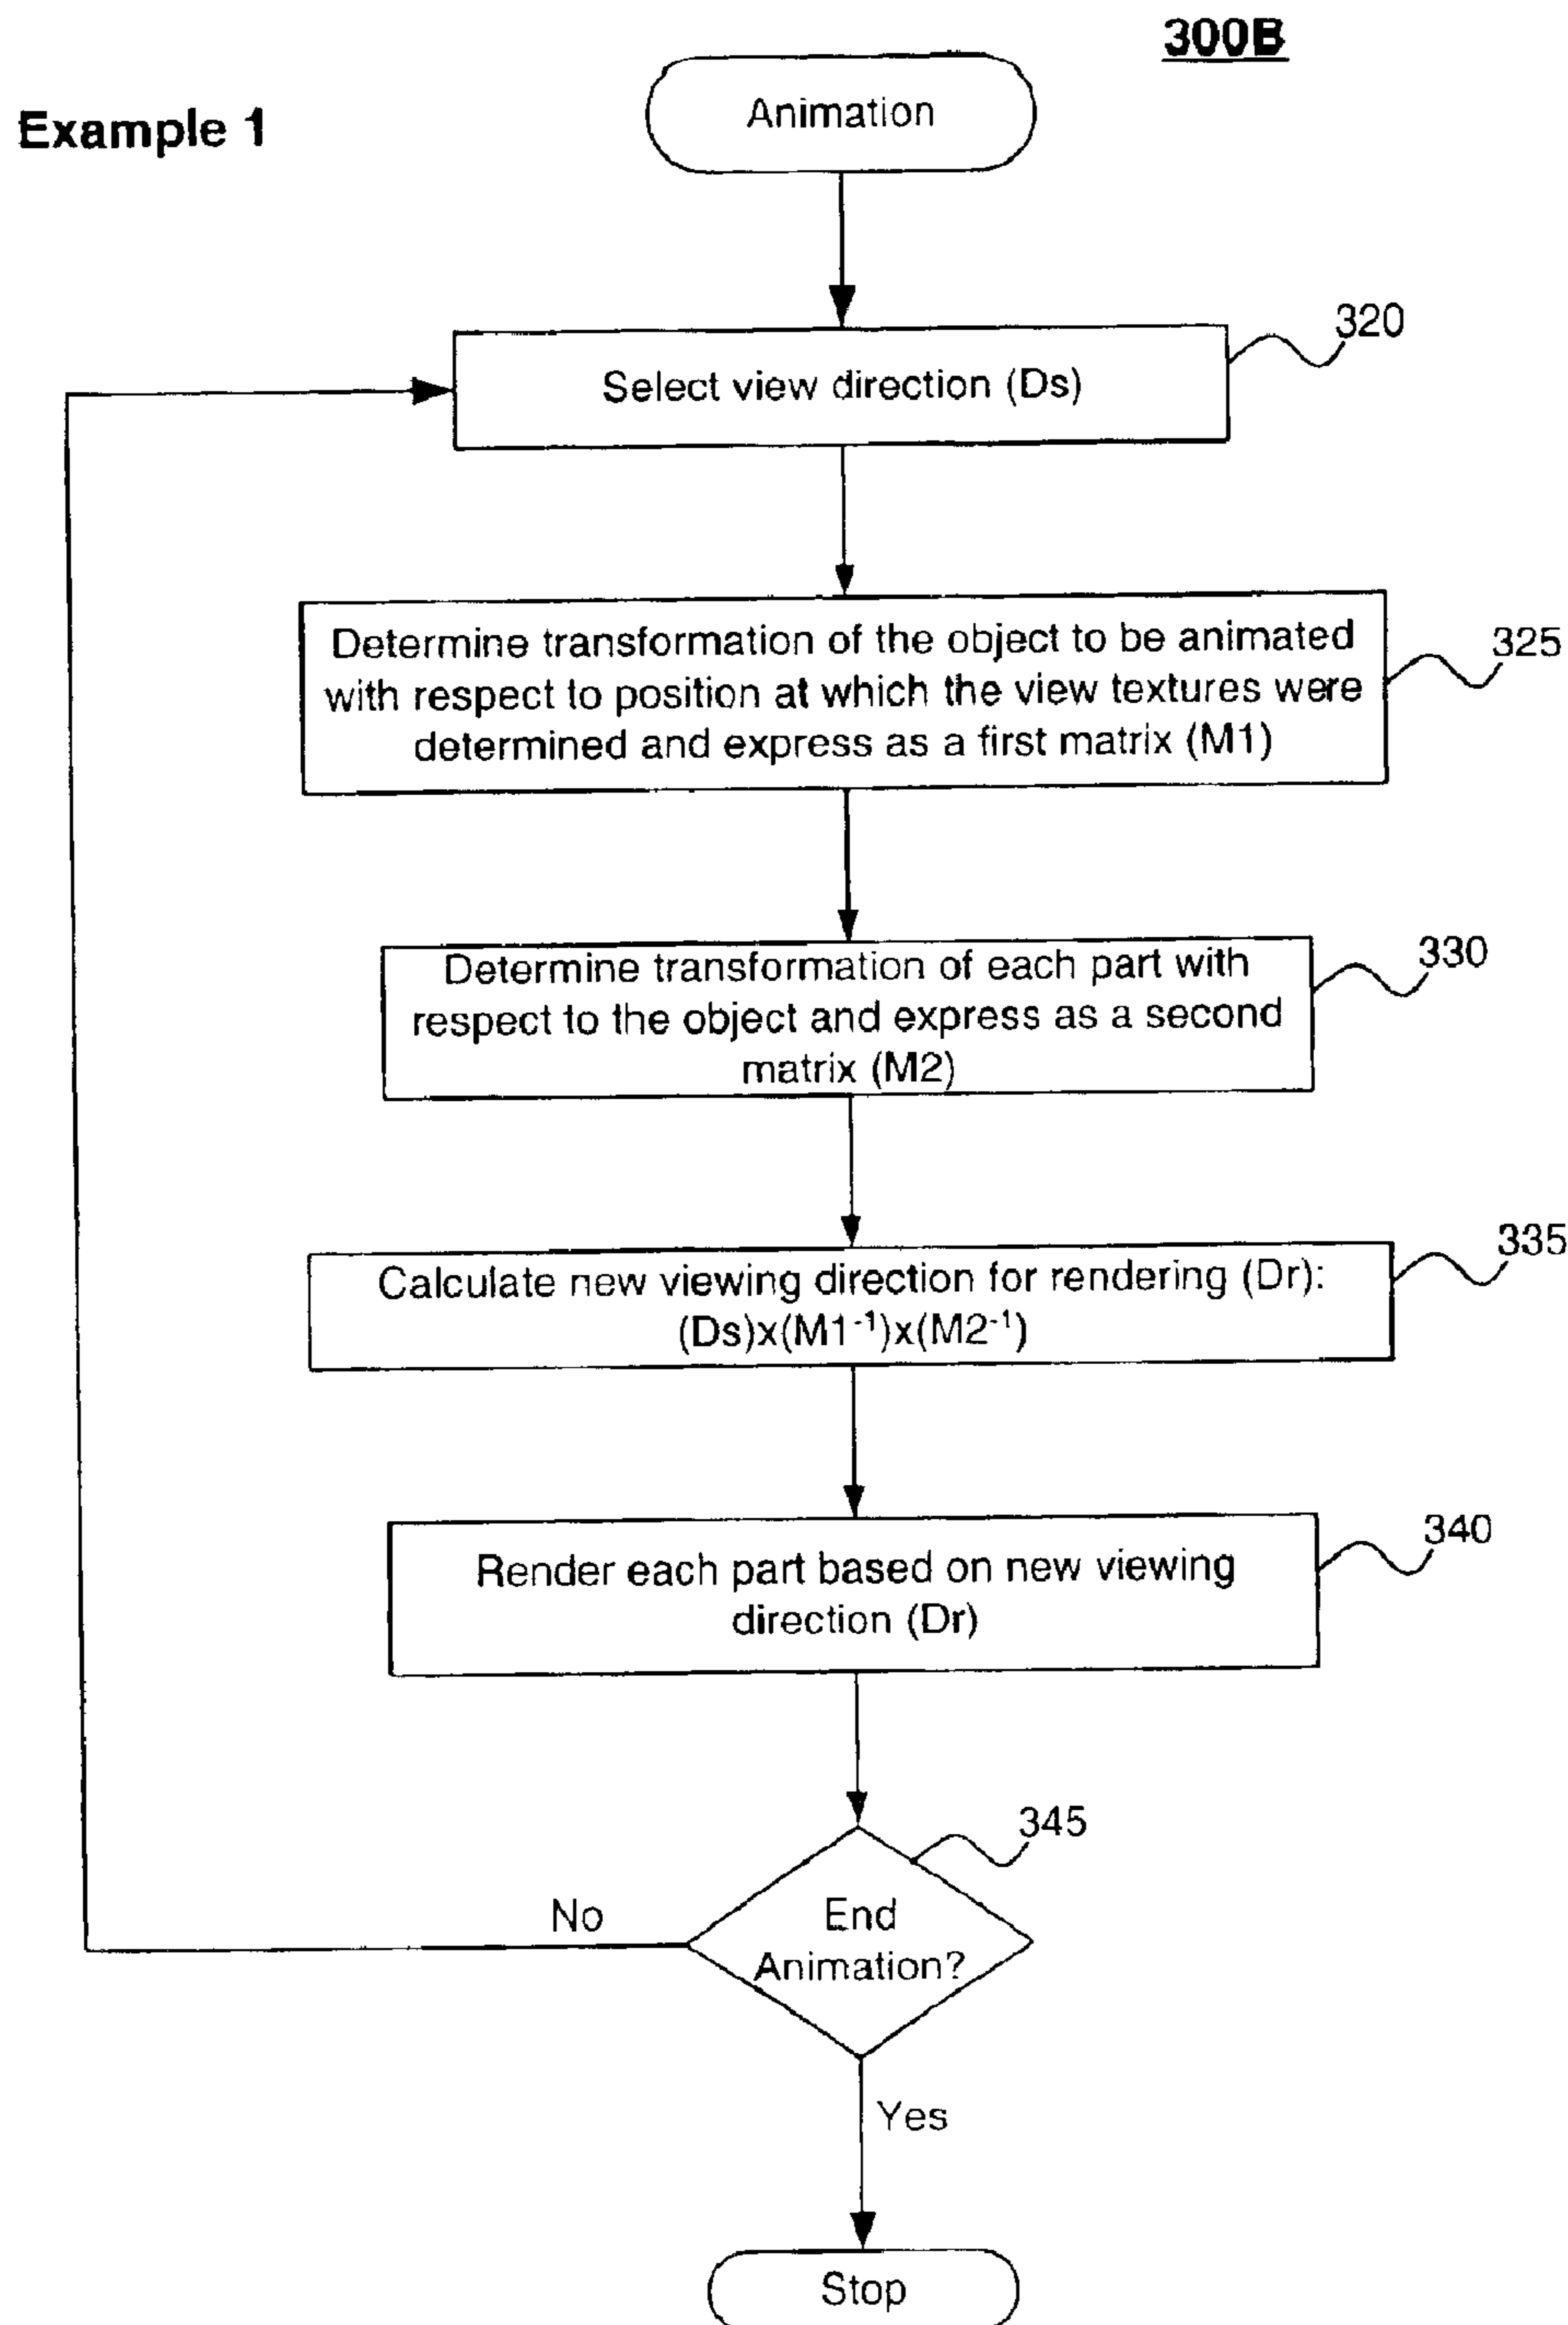 300B
Example 1
Animation
320
Select view direction (Ds)
325
Determine transformation of the object to be animated
with respect to position at which the view textures were
determined and express as a first matrix (M1)
330
Determine transformation of each part with
respect to the object and express as a second
matrix (M2)
335
Calculate new viewing direction for rendering (Dr):
(Ds)x(M1⁻¹)x(M2⁻¹)
340
Render each part based on new viewing
direction (Dr)
345
End
Animation?
No
Yes
Stop